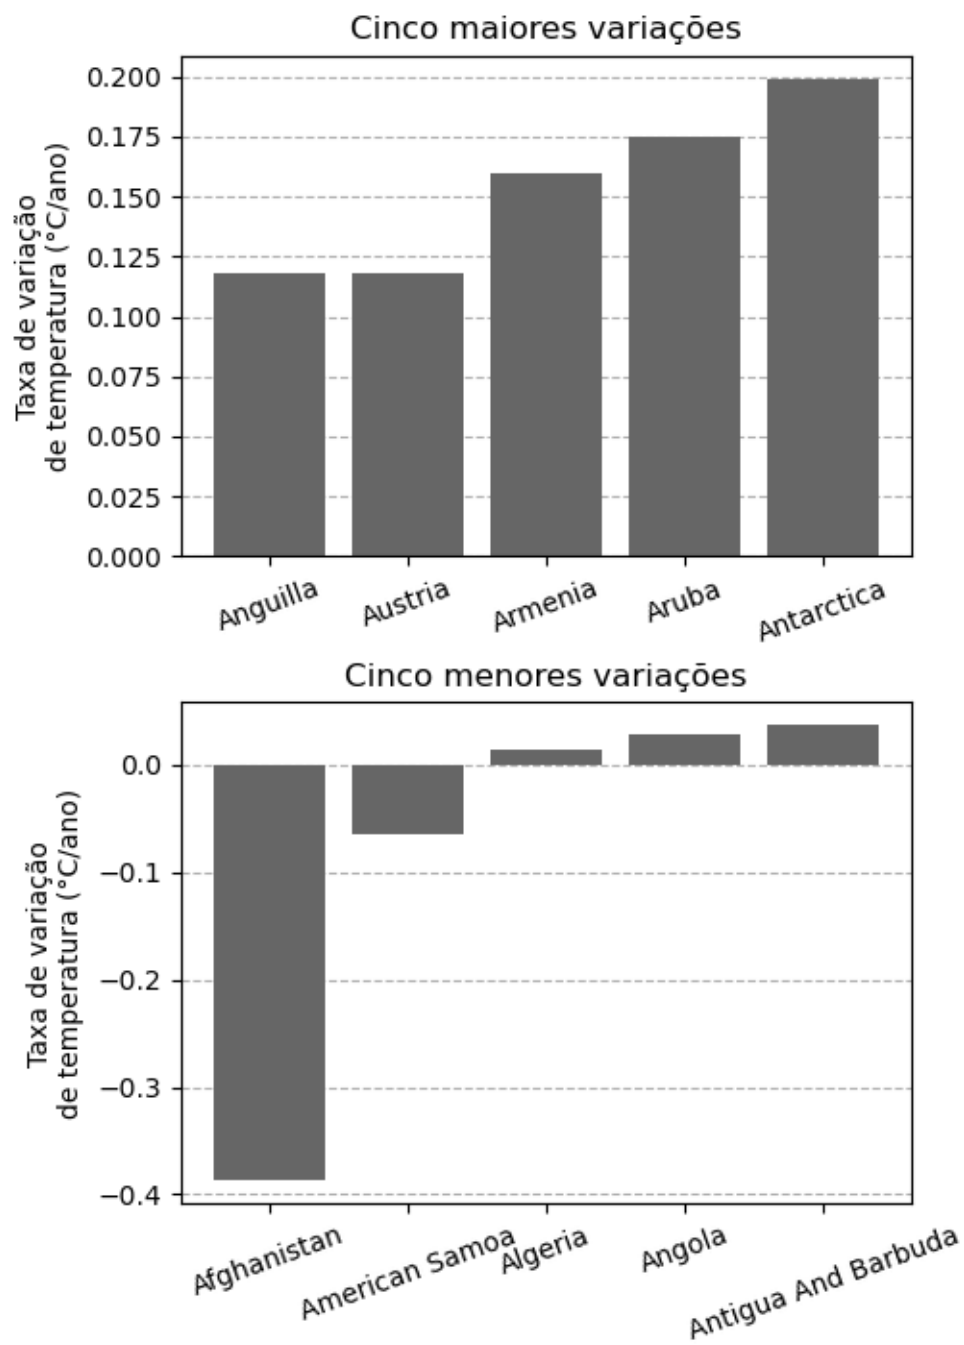 Cinco maiores variações
Taxa de variação
de temperatura (°C/ano)
0.200
0.175
0.150
0.125
0.100
0.075
0.050
0.025
0.000
Anguilla
Austria
Armenia
Aruba
Antarctica
Cinco menores variações
Taxa de variação
de temperatura (°C/ano)
0.0
−0.1
−0.2
−0.3
−0.4
Afghanistan
American Samoa
Algeria
Angola
Antigua And Barbuda